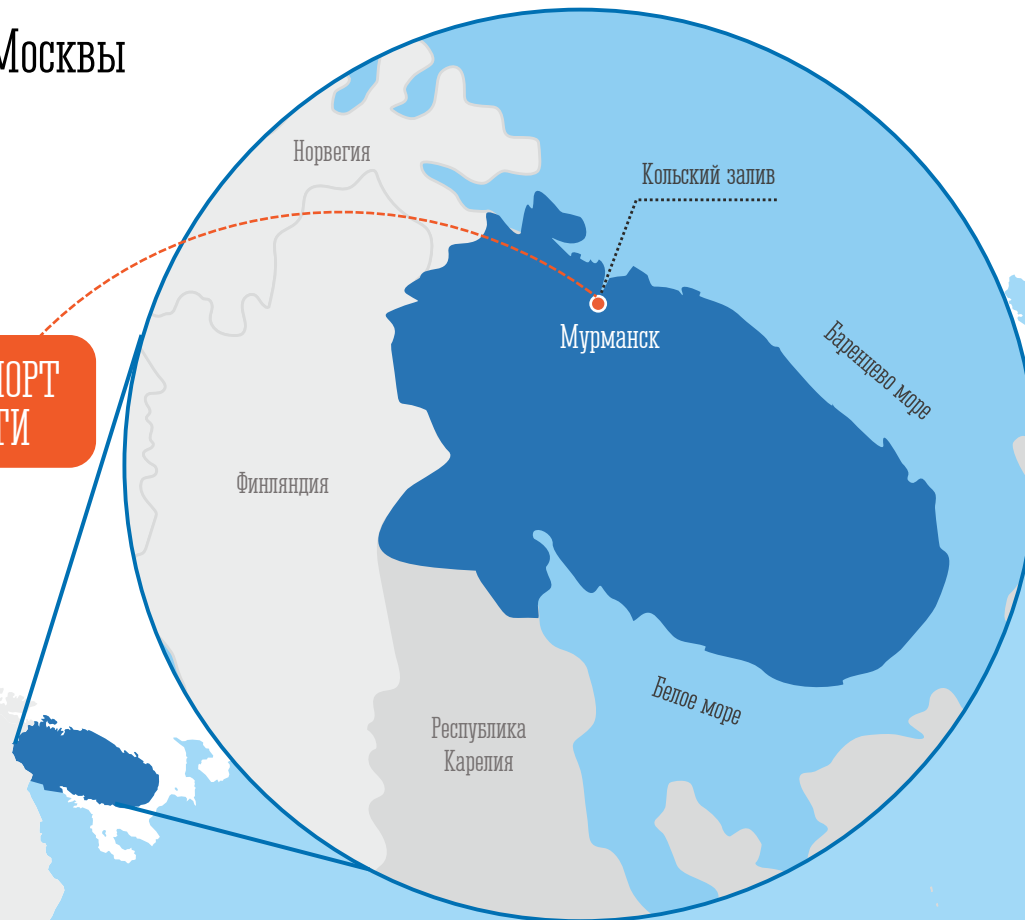 Москвы
Норвегия
Кольский залив
Мурманск
Баренцево море
Финляндия
Белое море
Республика
Карелия